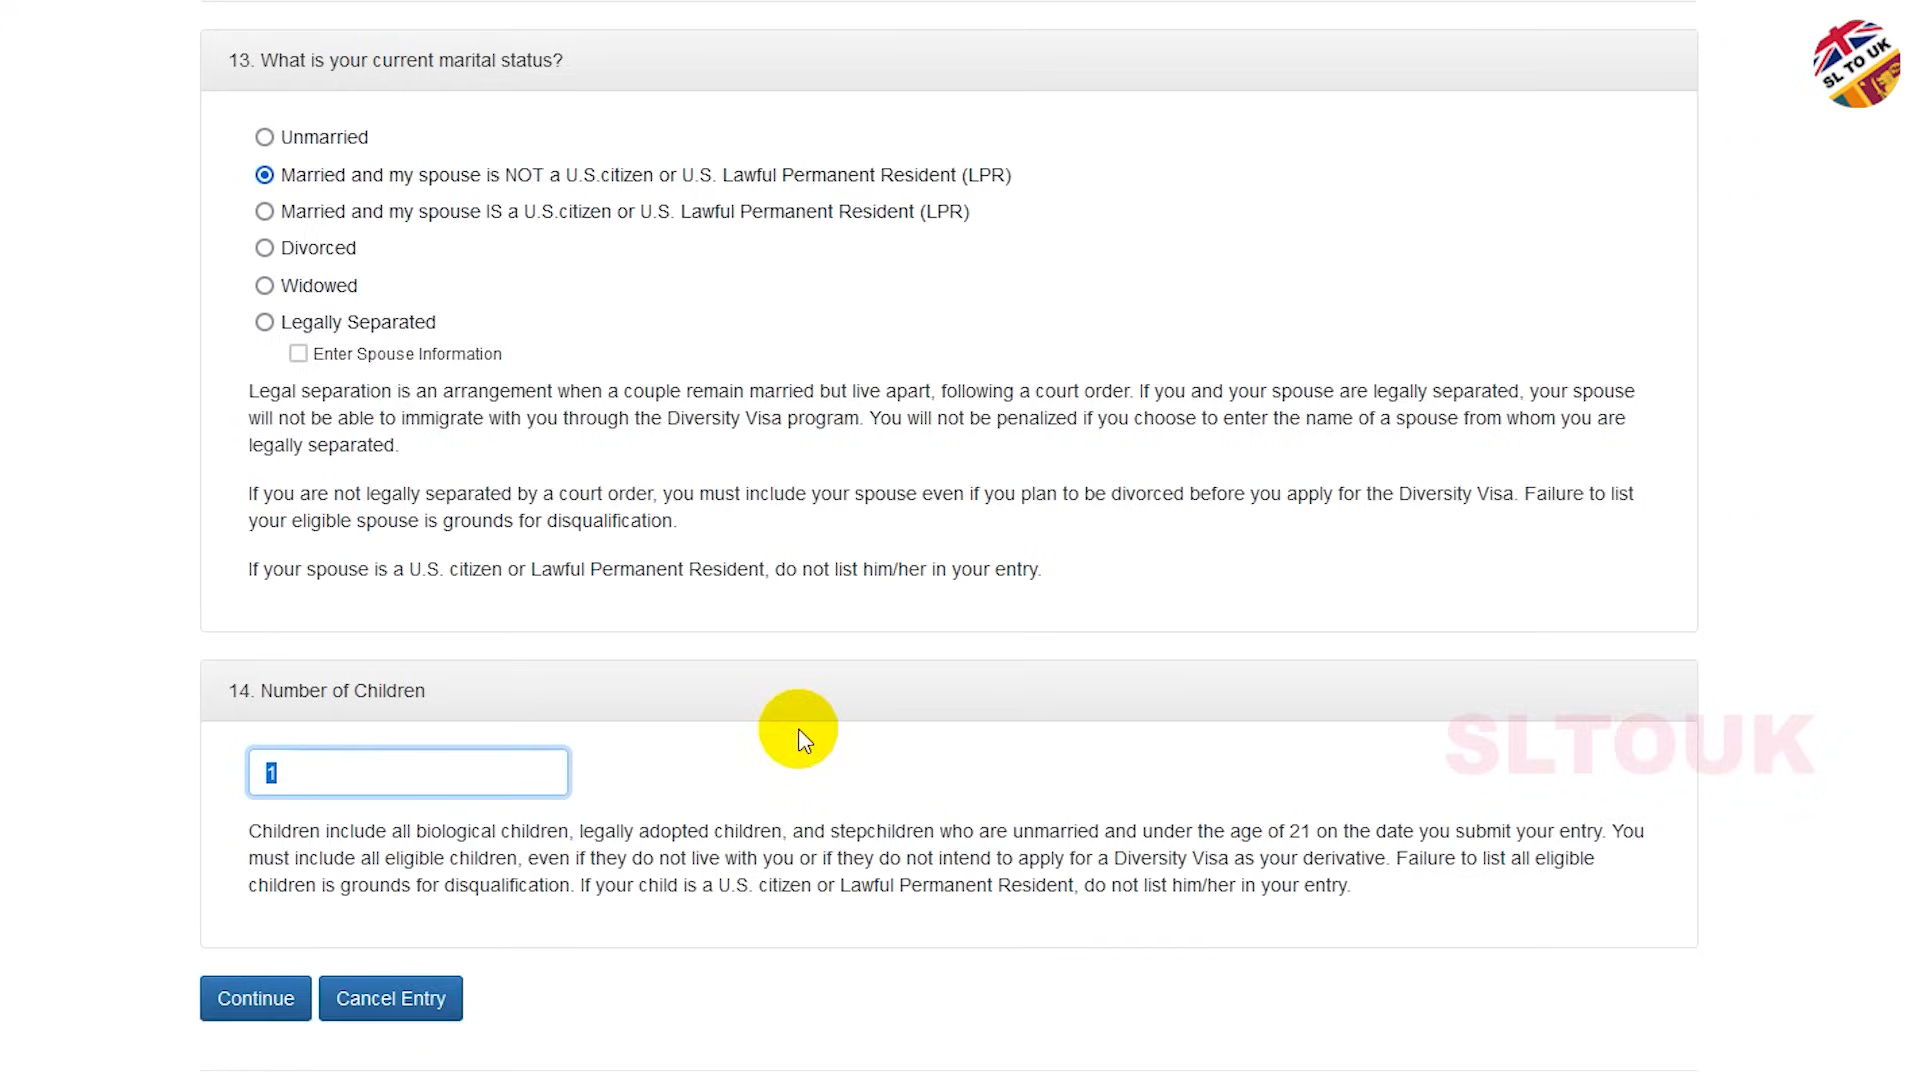 SL TO UK
13. What is your current marital status?
Unmarried
Married and my spouse is NOT a U.S.citizen or U.S. Lawful Permanent Resident (LPR)
Married and my spouse IS a U.S.citizen or U.S. Lawful Permanent Resident (LPR)
Divorced
Widowed
Legally Separated
Enter Spouse Information
Legal separation is an arrangement when a couple remain married but live apart, following a court order. If you and your spouse are legally separated, your spouse
will not be able to immigrate with you through the Diversity Visa program. You will not be penalized if you choose to enter the name of a spouse from whom you are
legally separated.
If you are not legally separated by a court order, you must include your spouse even if you plan to be divorced before you apply for the Diversity Visa. Failure to list
your eligible spouse is grounds for disqualification.
If your spouse is a U.S. citizen or Lawful Permanent Resident, do not list him/her in your entry.
14. Number of Children
SLTOUK
1
Children include all biological children, legally adopted children, and stepchildren who are unmarried and under the age of 21 on the date you submit your entry. You
must include all eligible children, even if they do not live with you or if they do not intend to apply for a Diversity Visa as your derivative. Failure to list all eligible
children is grounds for disqualification. If your child is a U.S. citizen or Lawful Permanent Resident, do not list him/her in your entry.
Continue
Cancel Entry